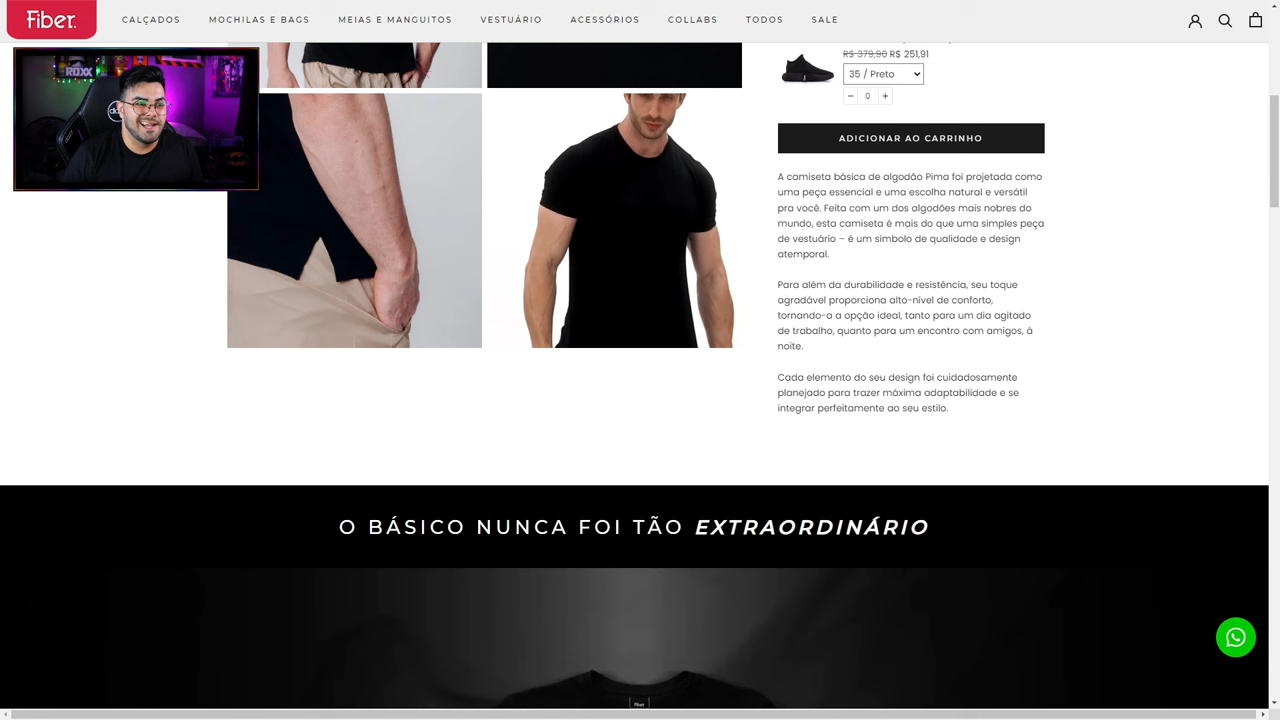 Fiber.
CALÇADOS
MOCHILAS E BAGS
MEIAS E MANGUITOS
VESTUÁRIO
ACESSÓRIOS
COLLABS
TODOS
SALE
ROXX
R$ 379,90 R$ 251,91
35 / Preto
− 0 +
ADICIONAR AO CARRINHO
A camiseta básica de algodão Pima foi projetada como
uma peça essencial e uma escolha natural e versátil
pra você. Feita com um dos algodões mais nobres do
mundo, esta camiseta é mais do que uma simples peça
de vestuário – é um símbolo de qualidade e design
atemporal.
Para além da durabilidade e resistência, seu toque
agradável proporciona alto-nível de conforto,
tornando-a a opção ideal, tanto para um dia agitado
de trabalho, quanto para um encontro com amigos, à
noite.
Cada elemento do seu design foi cuidadosamente
planejado para trazer máxima adaptabilidade e se
integrar perfeitamente ao seu estilo.
O BÁSICO NUNCA FOI TÃO EXTRAORDINÁRIO
Fiber